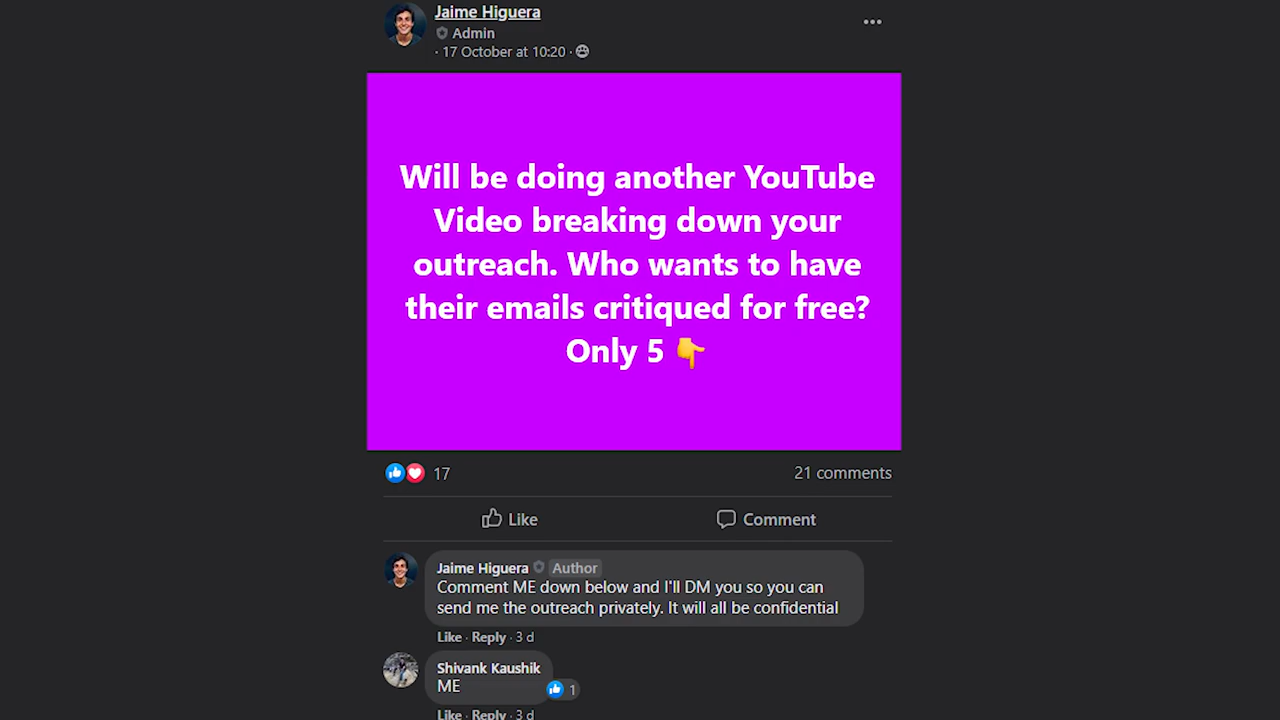 Jaime Higuera
Admin
· 17 October at 10:20 ·
Will be doing another YouTube
Video breaking down your
outreach. Who wants to have
their emails critiqued for free?
Only 5 👇
17
21 comments
Like
Comment
Jaime Higuera Author
Comment ME down below and I'll DM you so you can
send me the outreach privately. It will all be confidential
Like · Reply · 3 d
Shivank Kaushik
ME
1
Like · Reply · 3 d